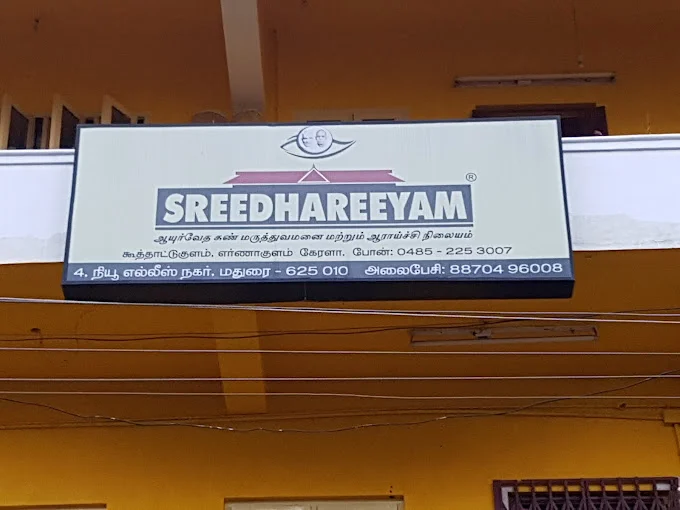 ®
SREEDHAREEYAM
ஆயுர்வேத கண் மருத்துவமனை மற்றும் ஆராய்ச்சி நிலையம்
கூத்தாட்டுகுளம், எர்ணாகுளம் கேரளா. போன்: 0485 - 225 3007
4, நியூ எல்லீஸ் நகர், மதுரை - 625 010 அலைபேசி: 88704 96008